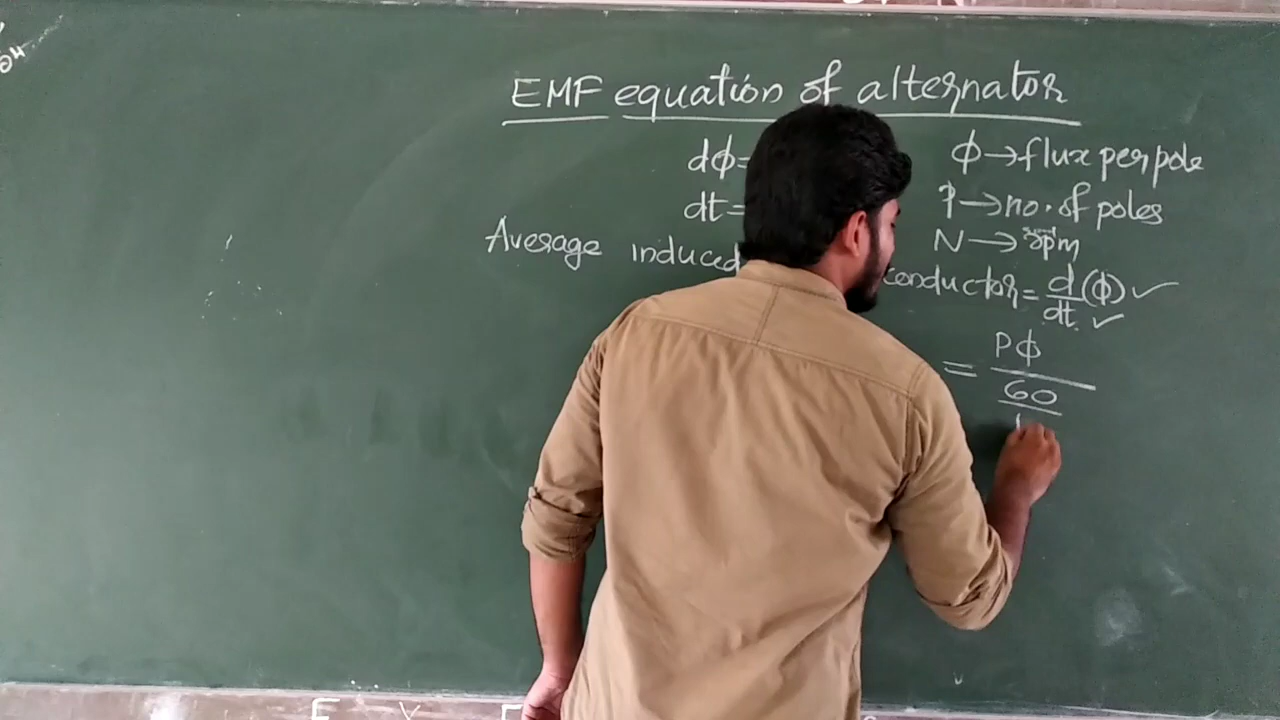 EMF equation of alternator
dφ=
φ→flux per pole
dt=
P→no. of poles
N→rpm
Average induced conductor = d/dt (φ) ✓ ✓
= Pφ
60